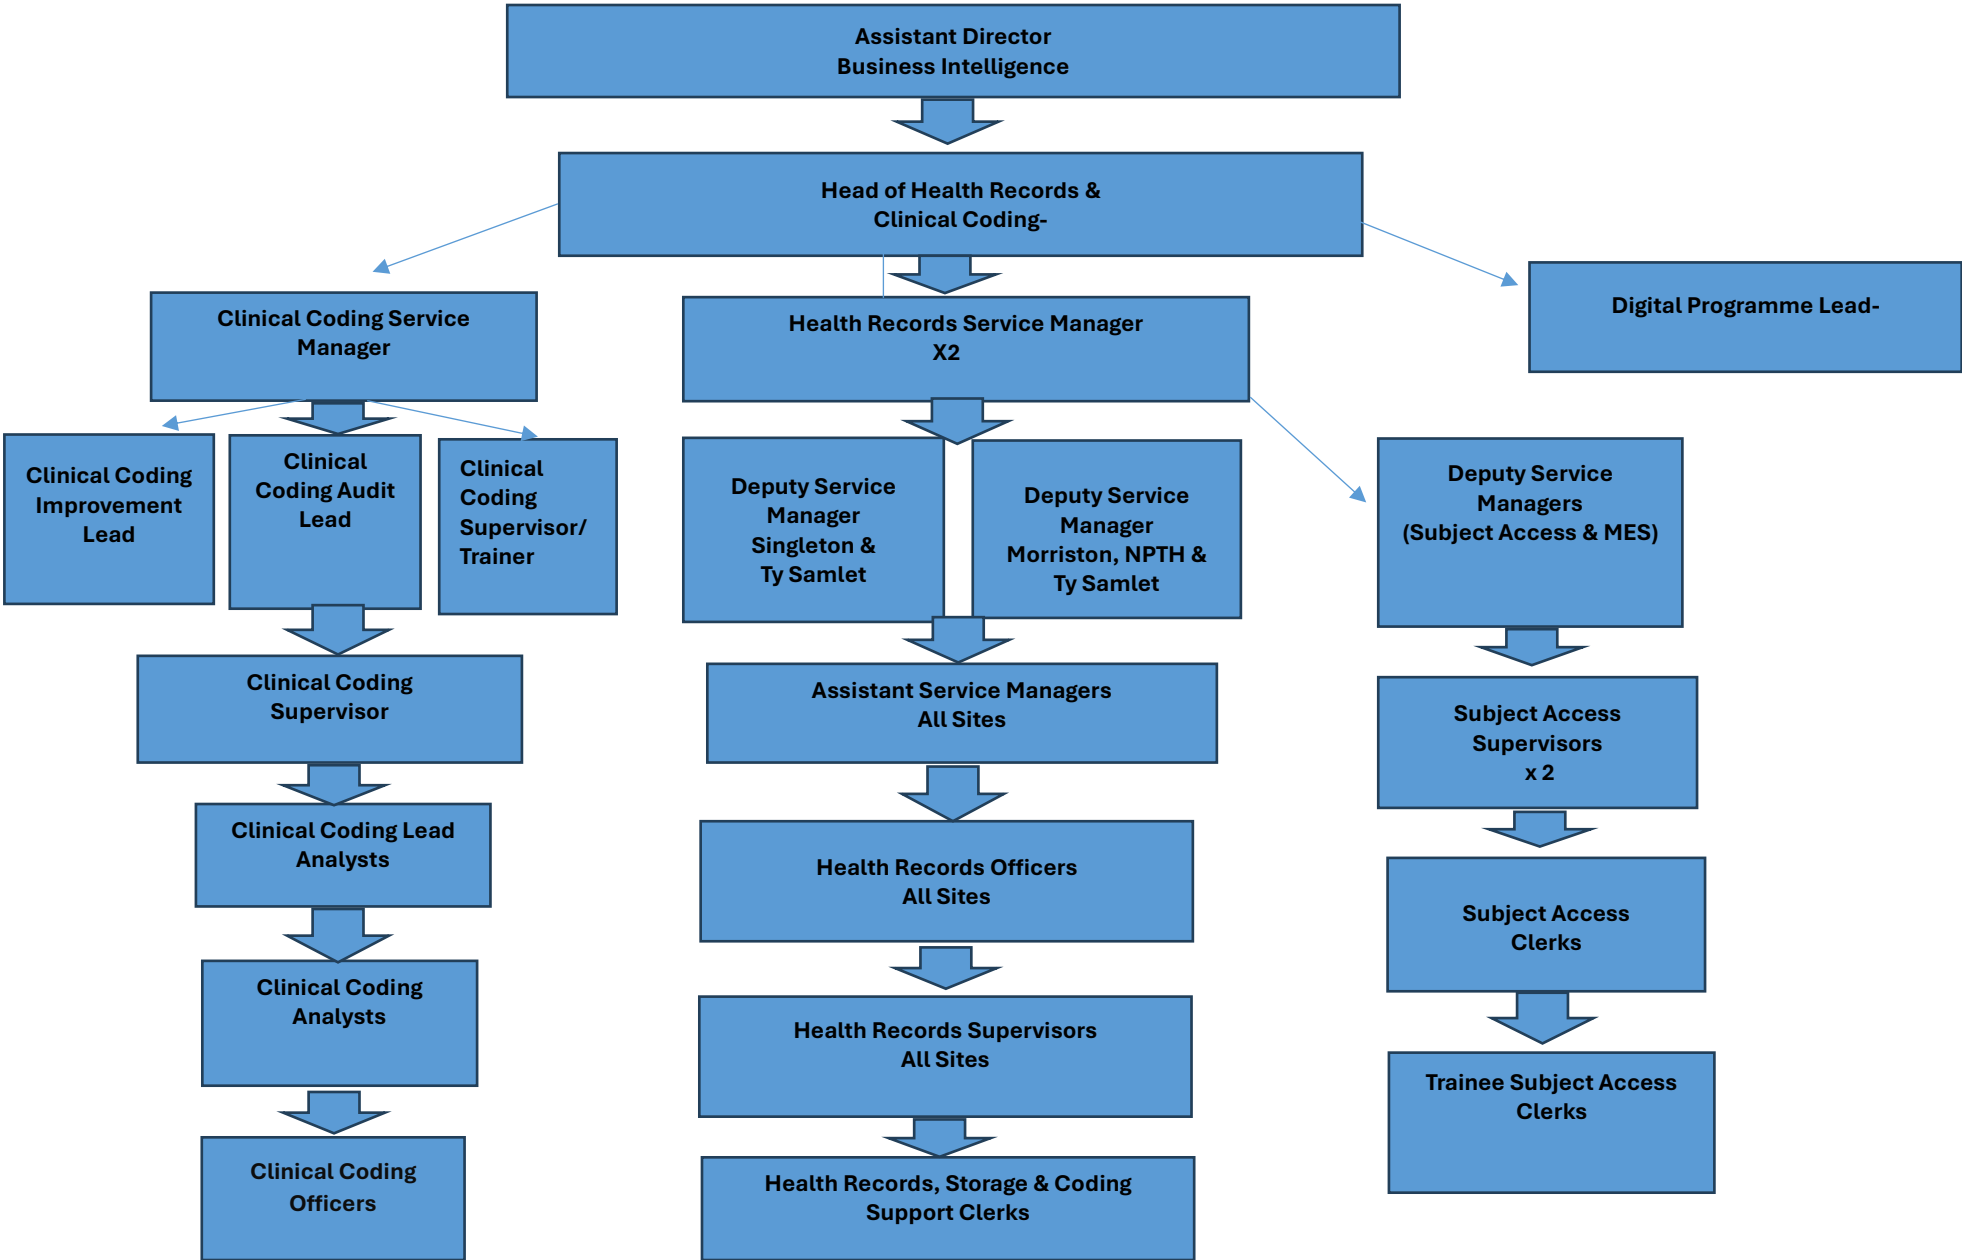 Assistant Director
Business Intelligence
Head of Health Records &
Clinical Coding-
Digital Programme Lead-
Clinical Coding Service
Manager
Health Records Service Manager
X2
Clinical Coding
Improvement
Lead
Clinical
Coding Audit
Lead
Clinical
Coding
Supervisor/
Trainer
Deputy Service
Manager
Singleton &
Ty Samlet
Deputy Service
Manager
Morriston, NPTH &
Ty Samlet
Deputy Service
Managers
(Subject Access & MES)
Clinical Coding
Supervisor
Assistant Service Managers
All Sites
Subject Access
Supervisors
x 2
Clinical Coding Lead
Analysts
Health Records Officers
All Sites
Subject Access
Clerks
Clinical Coding
Analysts
Health Records Supervisors
All Sites
Trainee Subject Access
Clerks
Clinical Coding
Officers
Health Records, Storage & Coding
Support Clerks